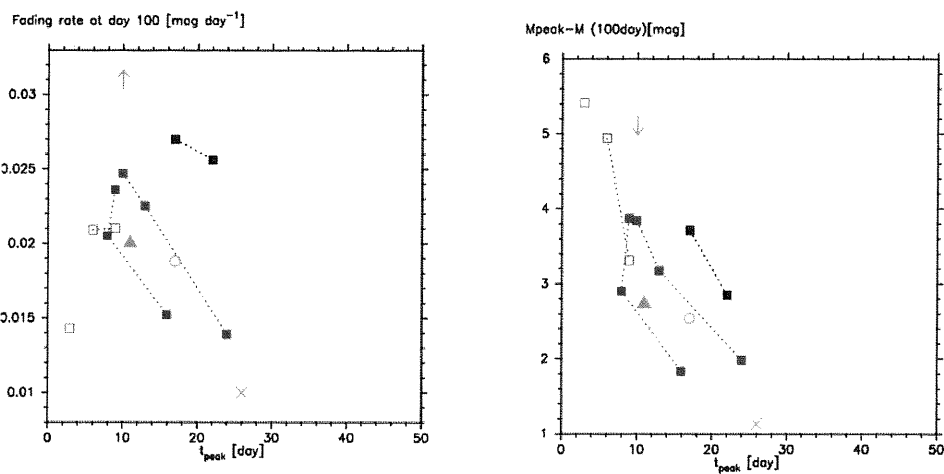 Fading rate at day 100 [mag day⁻¹]
0.03
0.025
0.02
0.015
0.01
0 10 20 30 40 50
t_peak [day]
Mpeak-M (100day)[mag]
6
5
4
3
2
1
0 10 20 30 40 50
t_peak [day]